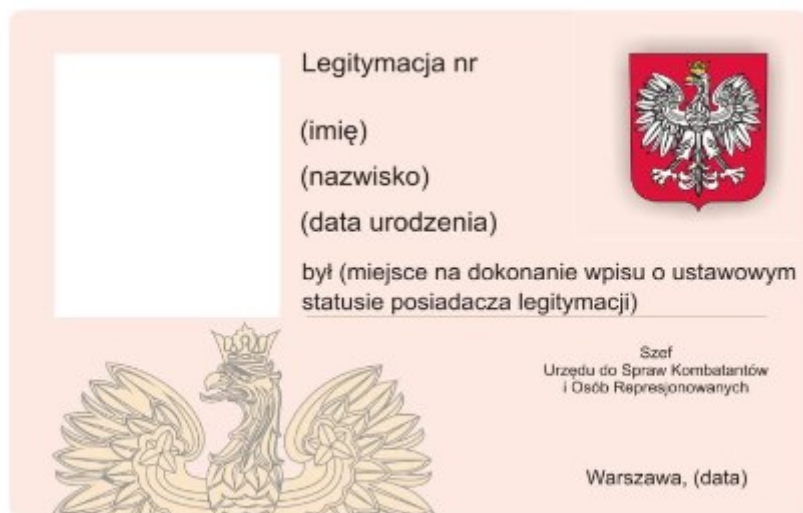 Legitymacja nr
(imię)
(nazwisko)
(data urodzenia)
był (miejsce na dokonanie wpisu o ustawowym
statusie posiadacza legitymacji)
Szef
Urzędu do Spraw Kombatantów
i Osób Represjonowanych
Warszawa, (data)